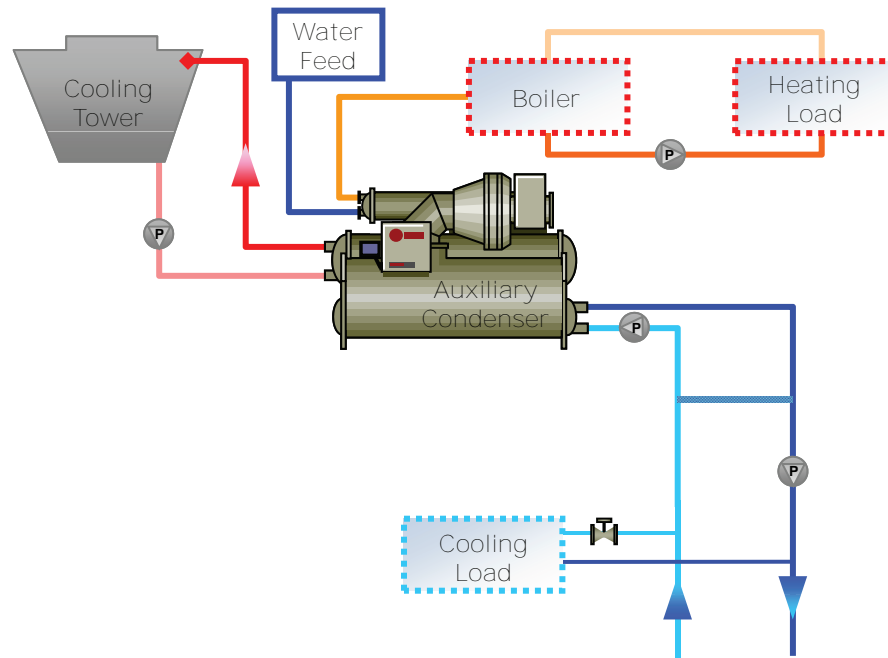 Water
Feed
Cooling
Tower
Boiler
Heating
Load
P
P
Auxiliary
Condenser
P
P
Cooling
Load